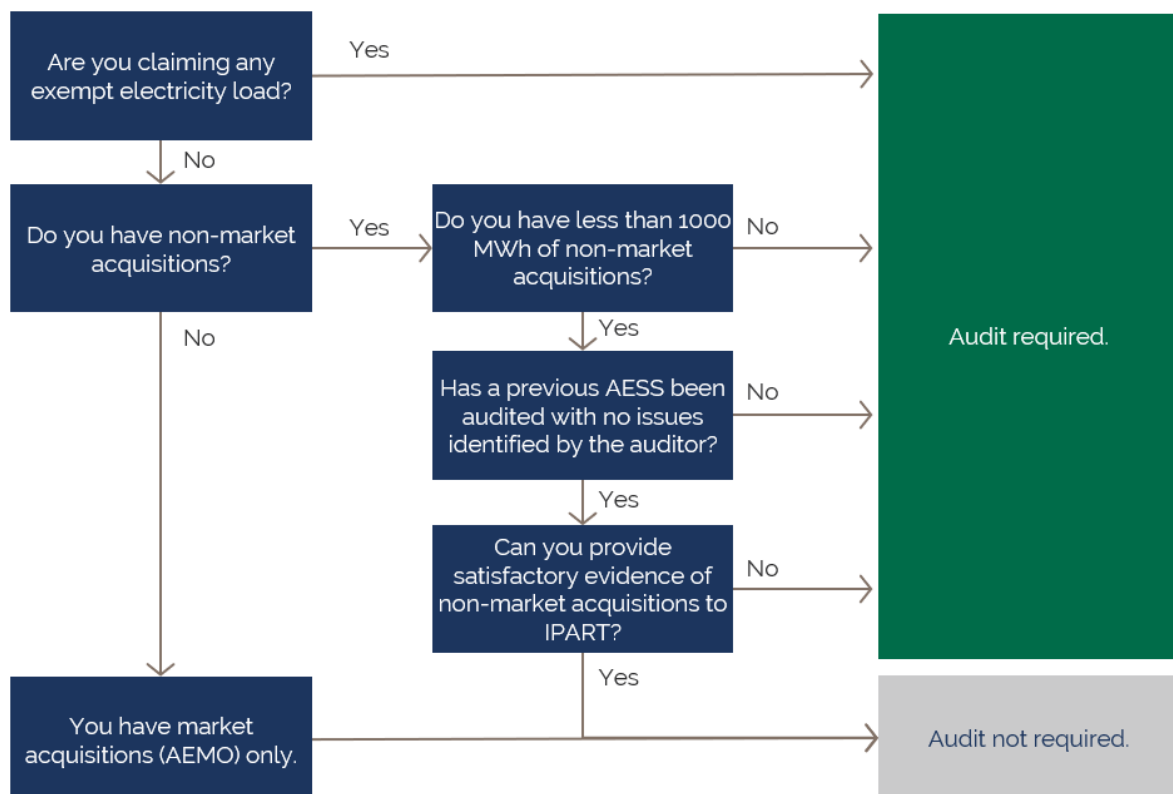 Are you claiming any
exempt electricity load?
Yes
No
Do you have non-market
acquisitions?
Yes
Do you have less than 1000
MWh of non-market
acquisitions?
No
Audit required.
No
Yes
Has a previous AESS been
audited with no issues
identified by the auditor?
No
Yes
Can you provide
satisfactory evidence of
non-market acquisitions to
IPART?
No
Yes
You have market
acquisitions (AEMO) only.
Audit not required.